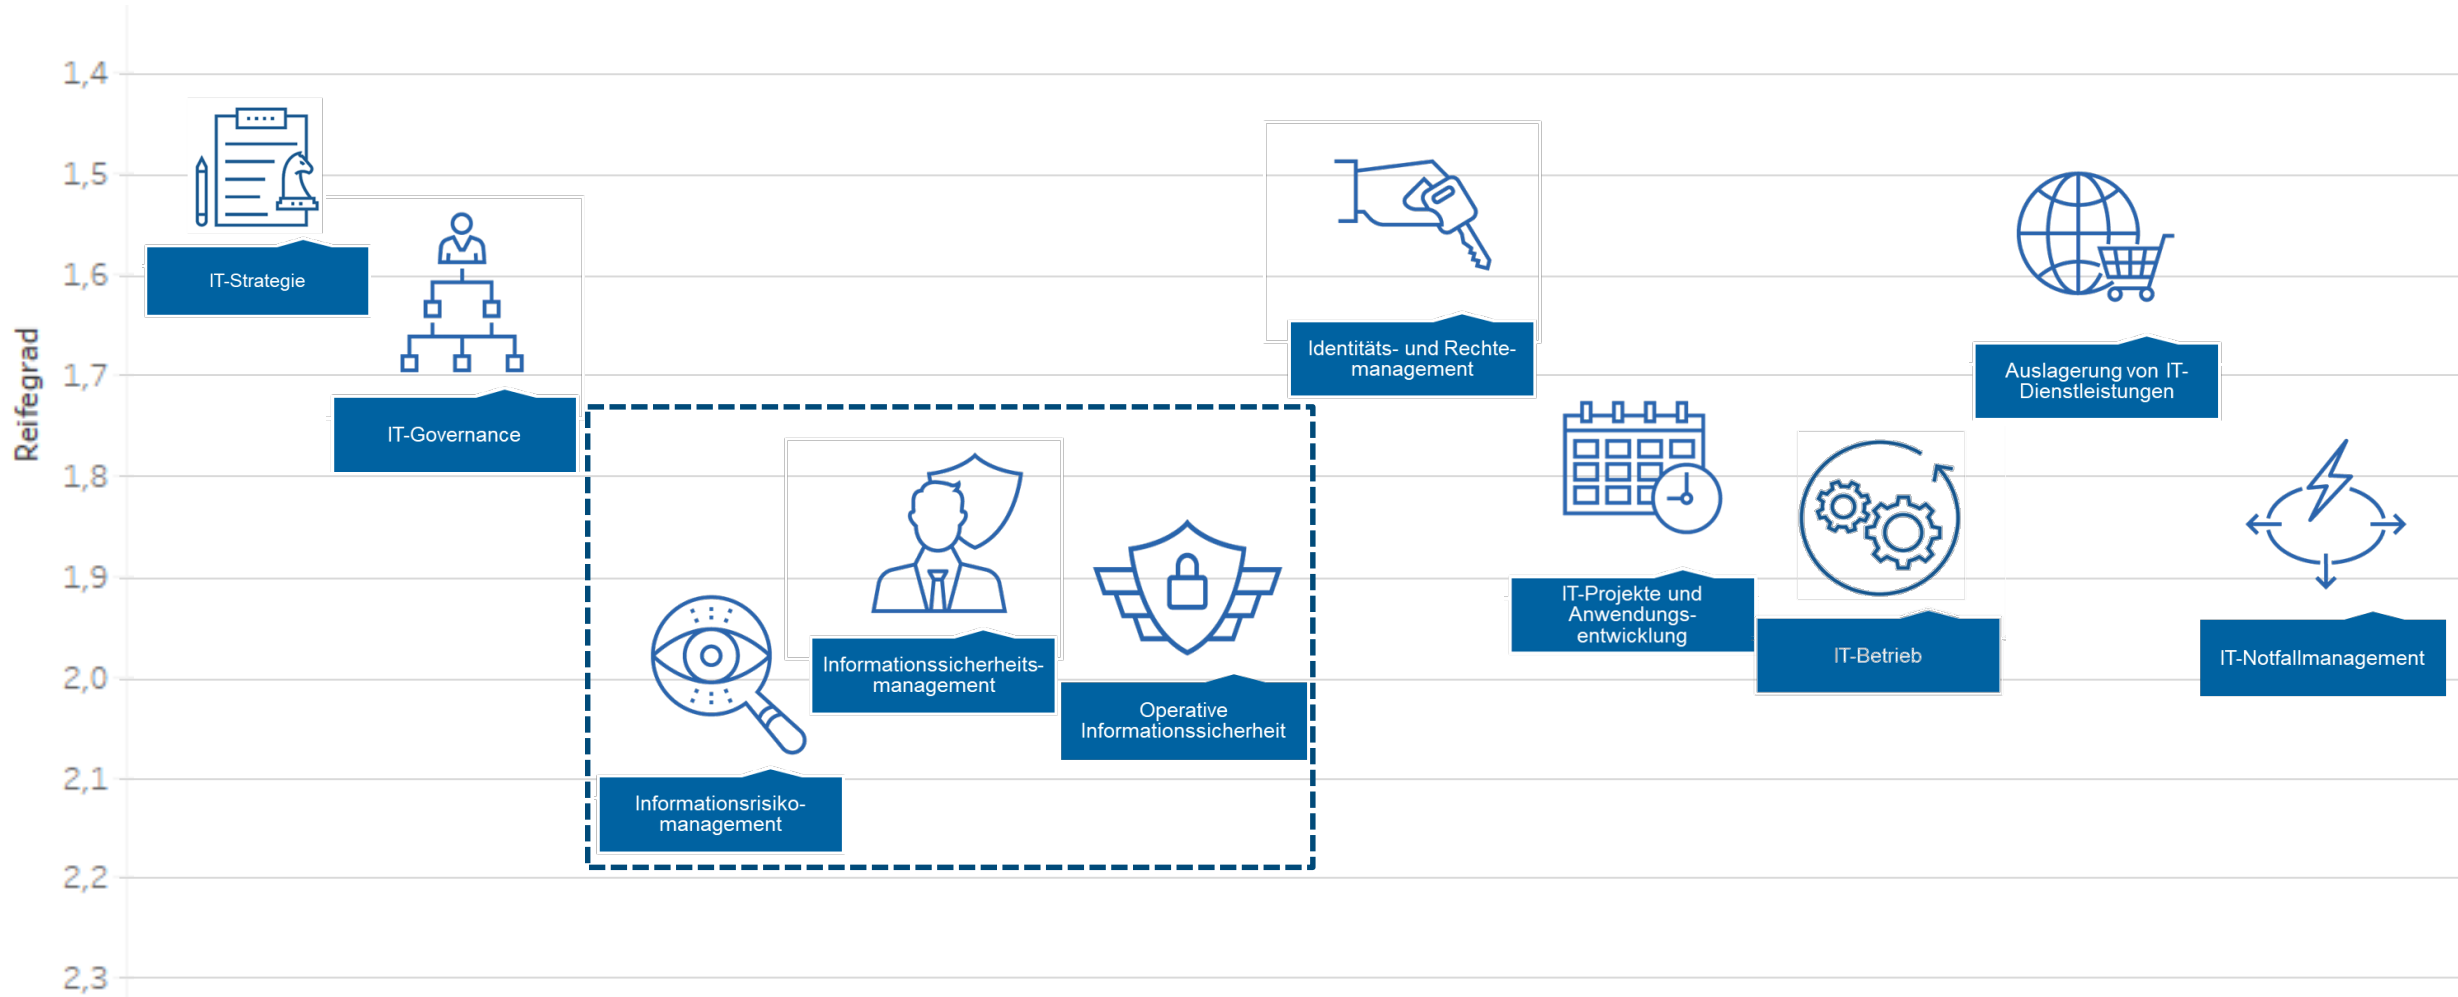 1,4
1,5
1,6
1,7
1,8
1,9
2,0
2,1
2,2
2,3
Reifegrad
IT-Strategie
IT-Governance
Informationsrisiko-
management
Informationssicherheits-
management
Operative
Informationssicherheit
Identitäts- und Rechte-
management
IT-Projekte und
Anwendungs-
entwicklung
IT-Betrieb
Auslagerung von IT-
Dienstleistungen
IT-Notfallmanagement